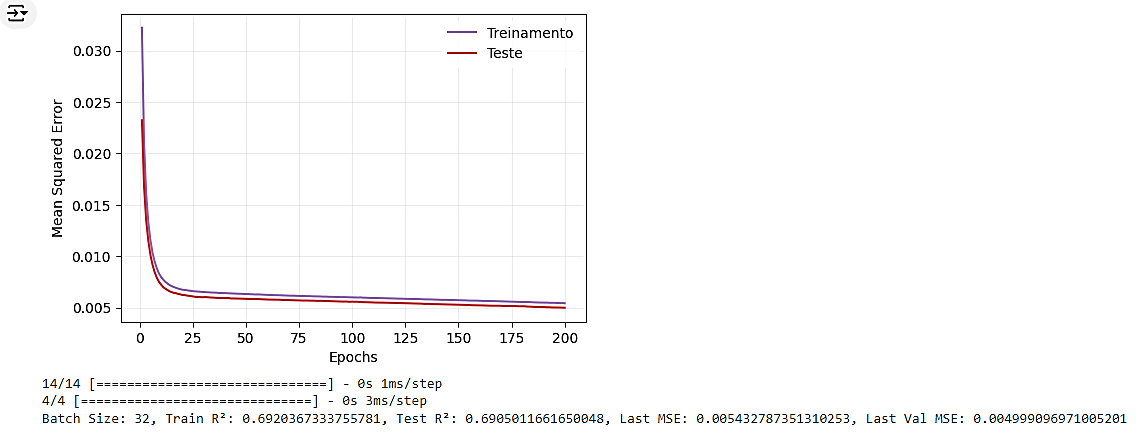 Treinamento
Teste
Mean Squared Error
0.030
0.025
0.020
0.015
0.010
0.005
0 25 50 75 100 125 150 175 200
Epochs
14/14 [==============================] - 0s 1ms/step
4/4 [==============================] - 0s 3ms/step
Batch Size: 32, Train R²: 0.6920367333755781, Test R²: 0.6905011661650048, Last MSE: 0.005432787351310253, Last Val MSE: 0.004999096971005201